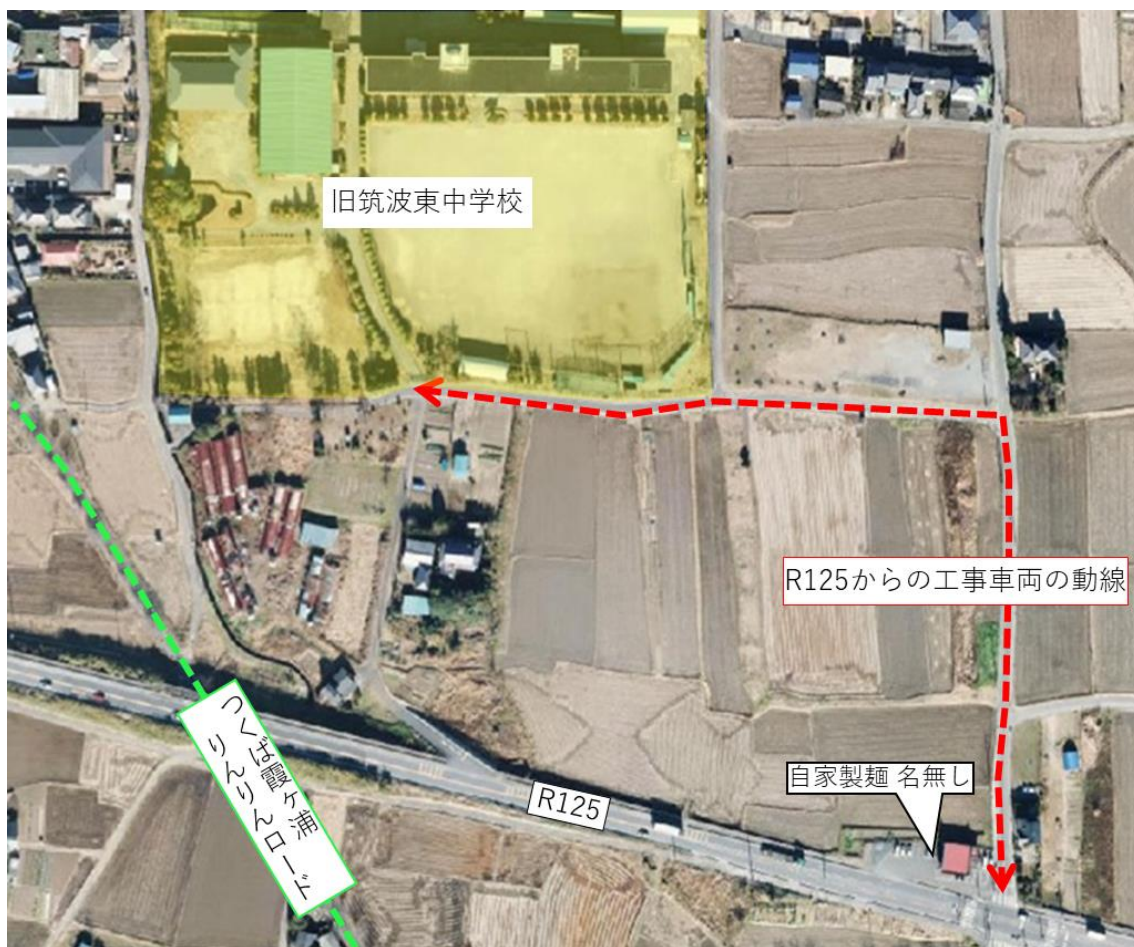 旧筑波東中学校
R125からの工事車両の動線
自家製麺 名無し
R125
つくば霞ヶ浦
りんりんロード